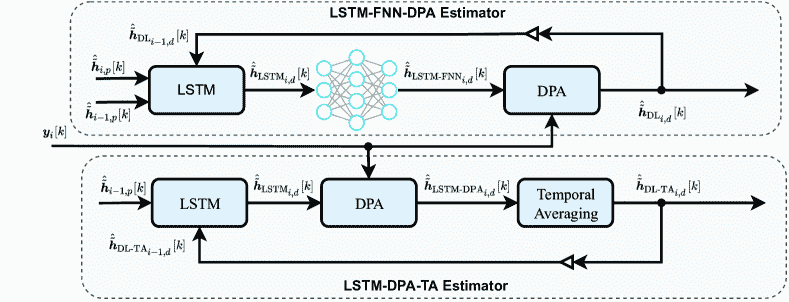 LSTM-FNN-DPA Estimator
$\hat{\tilde{h}}_{\mathrm{DL}_{i-1,d}}[k]$
$\hat{\tilde{h}}_{i,p}[k]$
$\hat{\tilde{h}}_{i-1,p}[k]$
LSTM
$\hat{\tilde{h}}_{\mathrm{LSTM}_{i,d}}[k]$
$\hat{\tilde{h}}_{\mathrm{LSTM\text{-}FNN}_{i,d}}[k]$
DPA
$\hat{\tilde{h}}_{\mathrm{DL}_{i,d}}[k]$
$y_i[k]$
$\hat{\tilde{h}}_{i-1,p}[k]$
LSTM
$\hat{\tilde{h}}_{\mathrm{LSTM}_{i,d}}[k]$
DPA
$\hat{\tilde{h}}_{\mathrm{LSTM\text{-}DPA}_{i,d}}[k]$
Temporal
Averaging
$\hat{\tilde{h}}_{\mathrm{DL\text{-}TA}_{i,d}}[k]$
$\hat{\tilde{h}}_{\mathrm{DL\text{-}TA}_{i-1,d}}[k]$
LSTM-DPA-TA Estimator